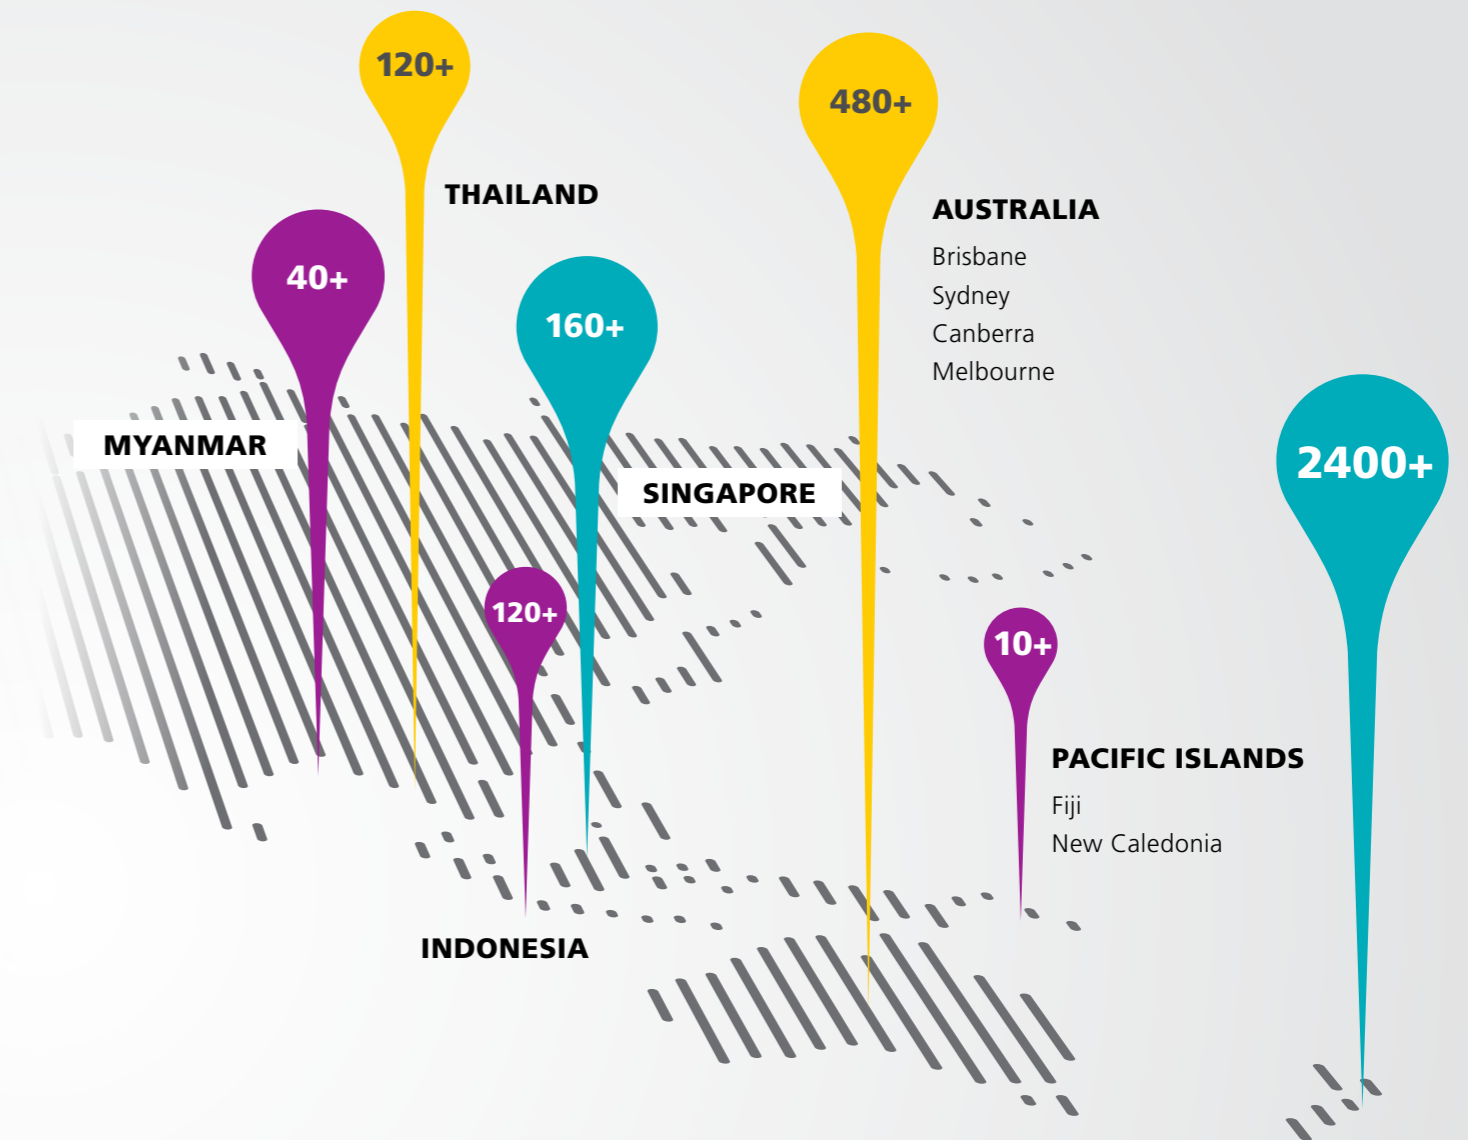 120+
THAILAND
480+
AUSTRALIA
Brisbane
Sydney
Canberra
Melbourne
40+
MYANMAR
160+
SINGAPORE
2400+
120+
INDONESIA
10+
PACIFIC ISLANDS
Fiji
New Caledonia